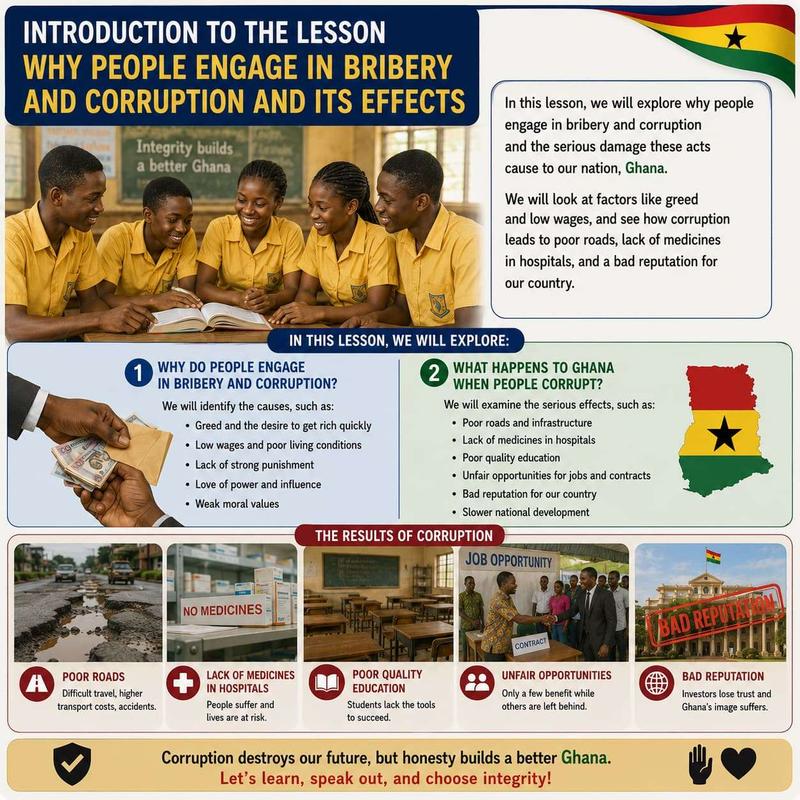 INTRODUCTION TO THE LESSON
WHY PEOPLE ENGAGE IN BRIBERY
AND CORRUPTION AND ITS EFFECTS
Integrity builds
a better Ghana.
In this lesson, we will explore why people
engage in bribery and corruption
and the serious damage these acts
cause to our nation, Ghana.
We will look at factors like greed
and low wages, and see how corruption
leads to poor roads, lack of medicines
in hospitals, and a bad reputation for
our country.
IN THIS LESSON, WE WILL EXPLORE:
1 WHY DO PEOPLE ENGAGE
IN BRIBERY AND CORRUPTION?
We will identify the causes, such as:
• Greed and the desire to get rich quickly
• Low wages and poor living conditions
• Lack of strong punishment
• Love of power and influence
• Weak moral values
2 WHAT HAPPENS TO GHANA
WHEN PEOPLE CORRUPT?
We will examine the serious effects, such as:
• Poor roads and infrastructure
• Lack of medicines in hospitals
• Poor quality education
• Unfair opportunities for jobs and contracts
• Bad reputation for our country
• Slower national development
THE RESULTS OF CORRUPTION
NO MEDICINES
JOB OPPORTUNITY
CONTRACT
BAD REPUTATION
POOR ROADS
Difficult travel, higher
transport costs, accidents.
LACK OF MEDICINES
IN HOSPITALS
People suffer and
lives are at risk.
POOR QUALITY
EDUCATION
Students lack the tools
to succeed.
UNFAIR OPPORTUNITIES
Only a few benefit while
others are left behind.
BAD REPUTATION
Investors lose trust and
Ghana's image suffers.
Corruption destroys our future, but honesty builds a better Ghana.
Let's learn, speak out, and choose integrity!